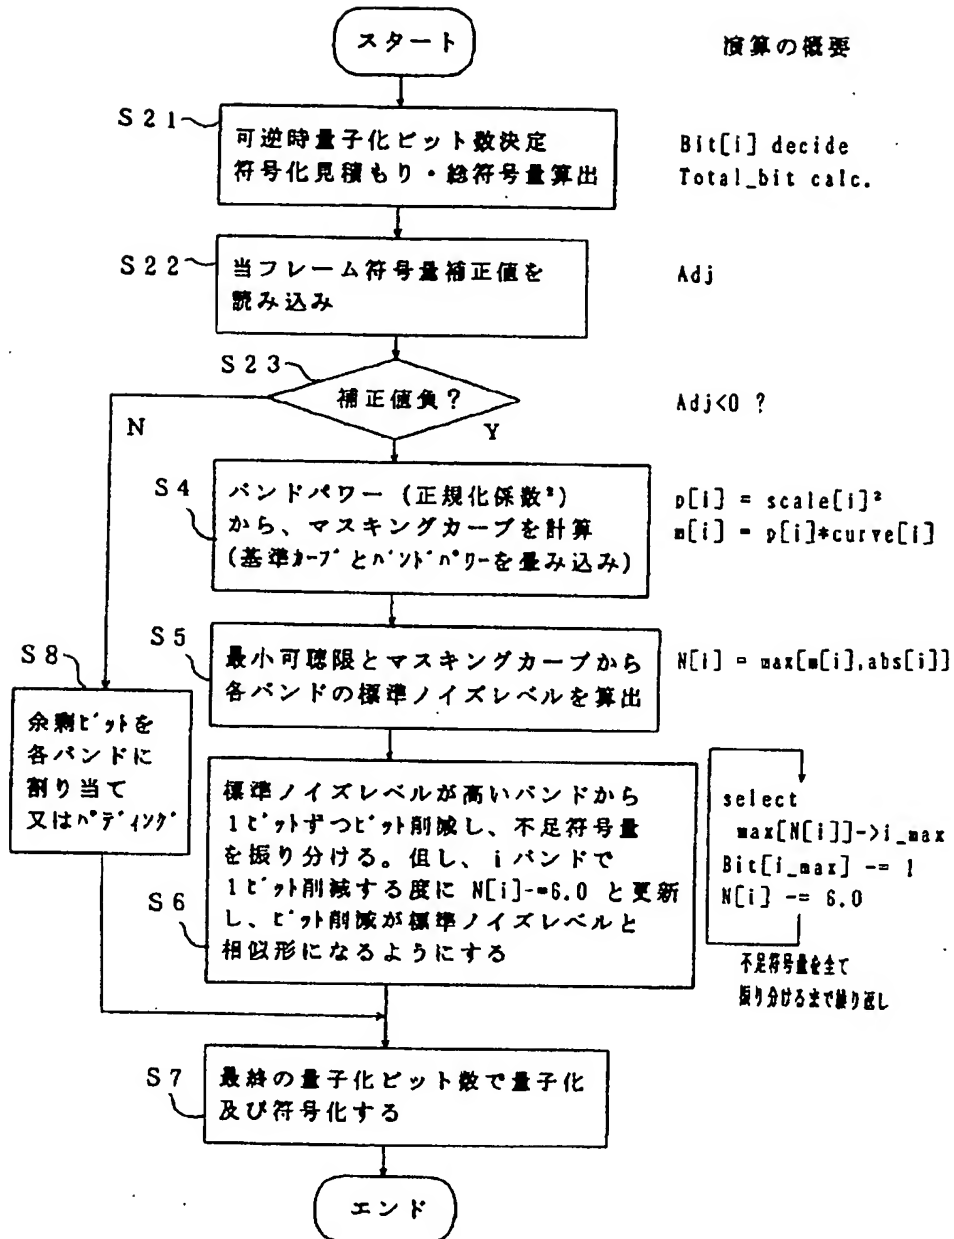 スタート
演算の概要
S21
可逆時量子化ビット数決定
符号化見積もり・総符号量算出
Bit[i] decide
Total_bit calc.
S22
当フレーム符号量補正値を
読み込み
Adj
S23
補正値負?
Adj<0 ?
N
Y
S4
バンドパワー (正規化係数²)
から、マスキングカーブを計算
(基準カーブとバンドパワーを畳み込み)
p[i] = scale[i]²
m[i] = p[i]*curve[i]
S5
最小可聴限とマスキングカーブから
各バンドの標準ノイズレベルを算出
N[i] = max[m[i],abs[i]]
S8
余剰ビットを
各バンドに
割り当て
又はパディング
S6
標準ノイズレベルが高いバンドから
1ビットずつビット削減し、不足符号量
を振り分ける。但し、iバンドで
1ビット削減する度に N[i]-=6.0 と更新
し、ビット削減が標準ノイズレベルと
相似形になるようにする
select
max[N[i]]->i_max
Bit[i_max] -= 1
N[i] -= 6.0
不足符号量を全て
振り分けるまで繰り返し
S7
最終の量子化ビット数で量子化
及び符号化する
エンド